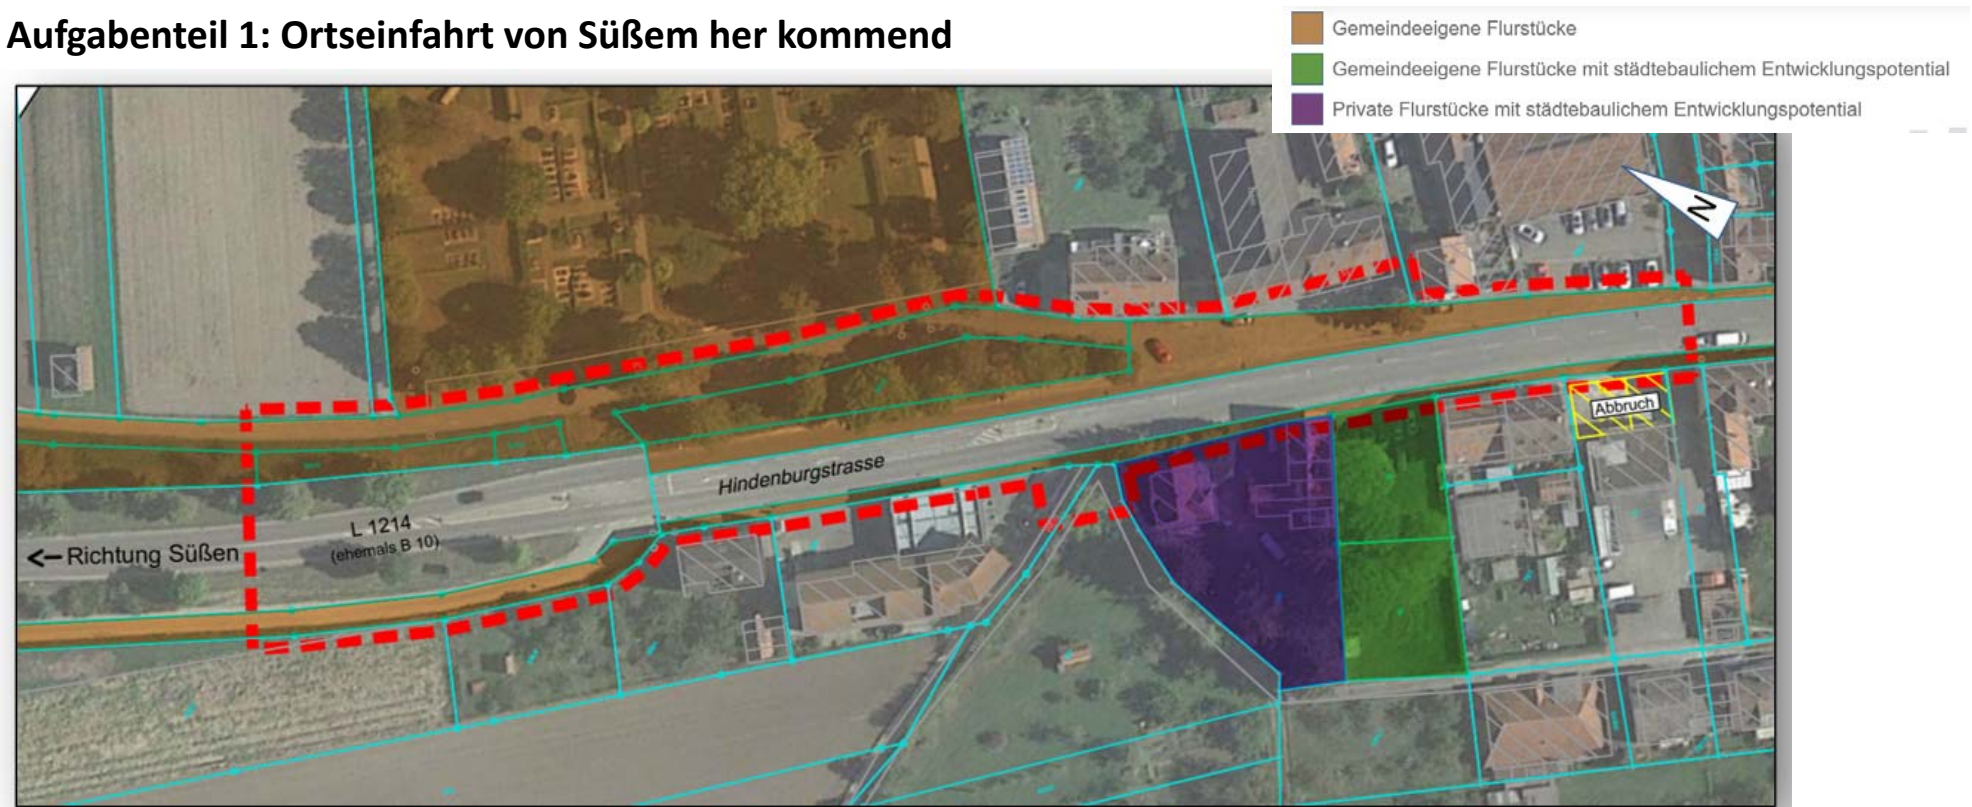 Aufgabenteil 1: Ortseinfahrt von Süßem her kommend
Gemeindeeigene Flurstücke
Gemeindeeigene Flurstücke mit städtebaulichem Entwicklungspotential
Private Flurstücke mit städtebaulichem Entwicklungspotential
N
Abbruch
Hindenburgstrasse
L 1214
(ehemals B 10)
Richtung Süßen